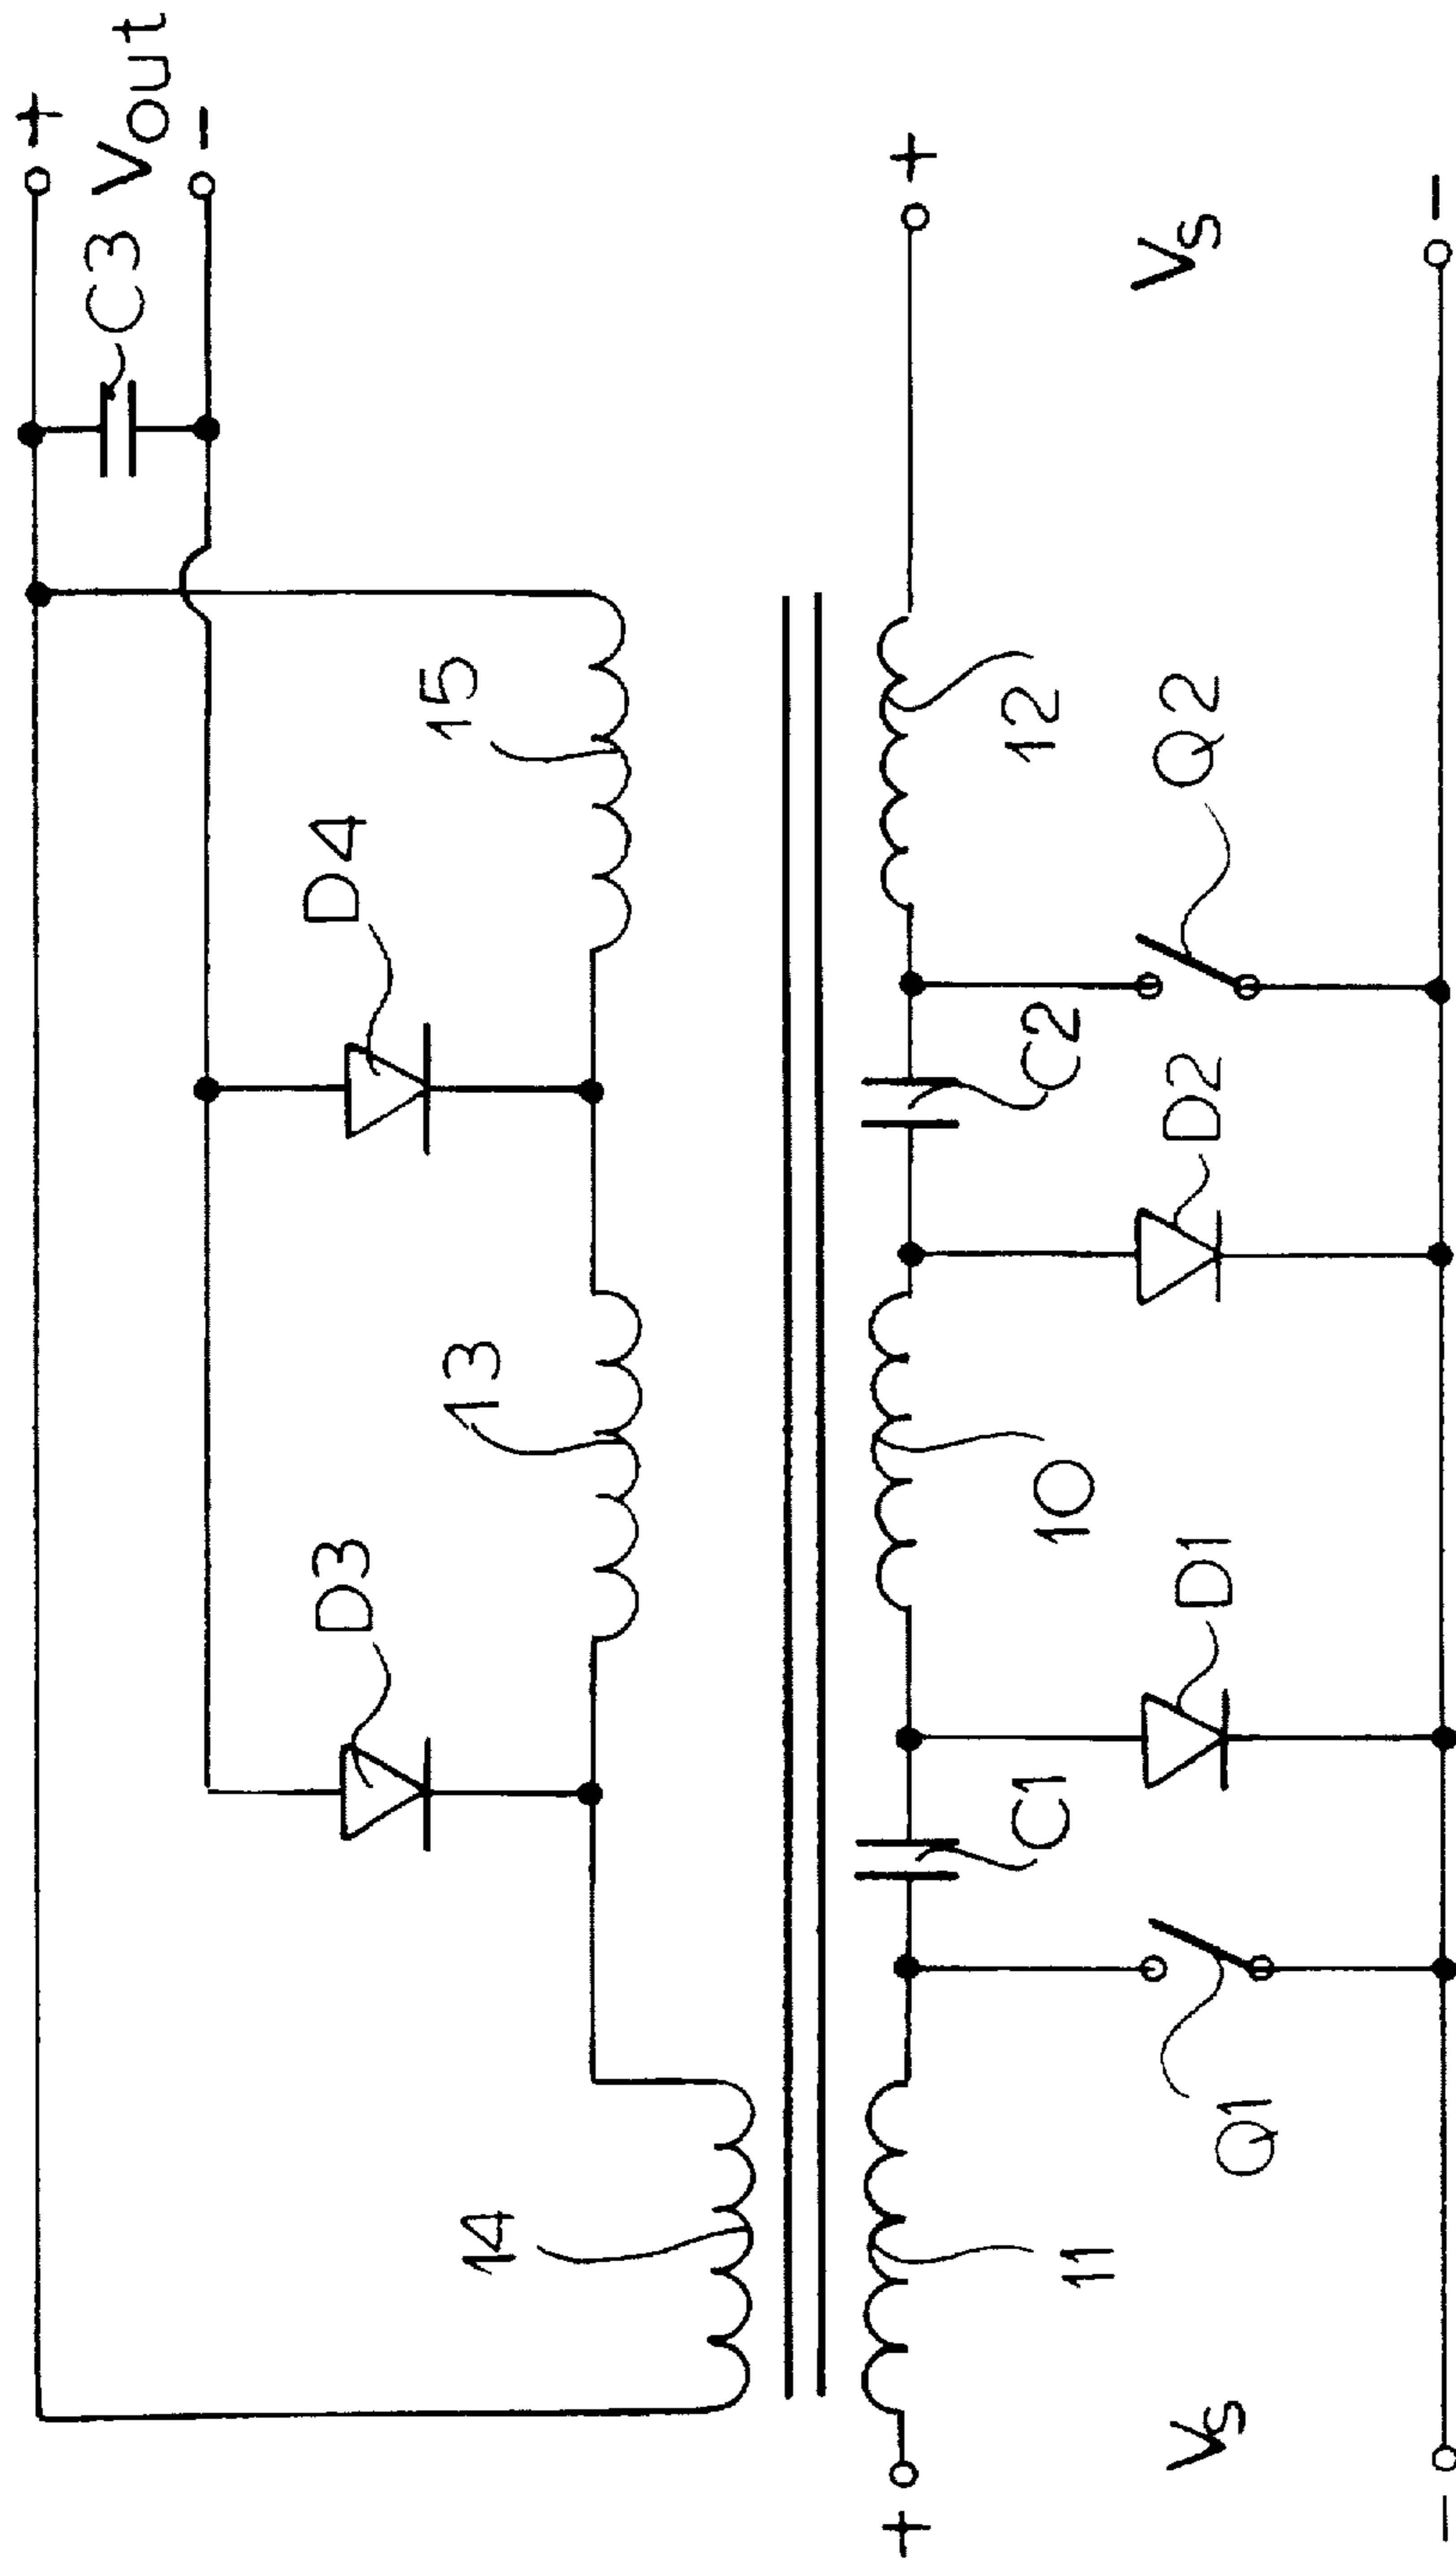 +
C3
Vout
-
D3
D4
14
13
15
+
+
11
C1
10
C2
12
Vs
Q1
D1
D2
Q2
Vs
-
-